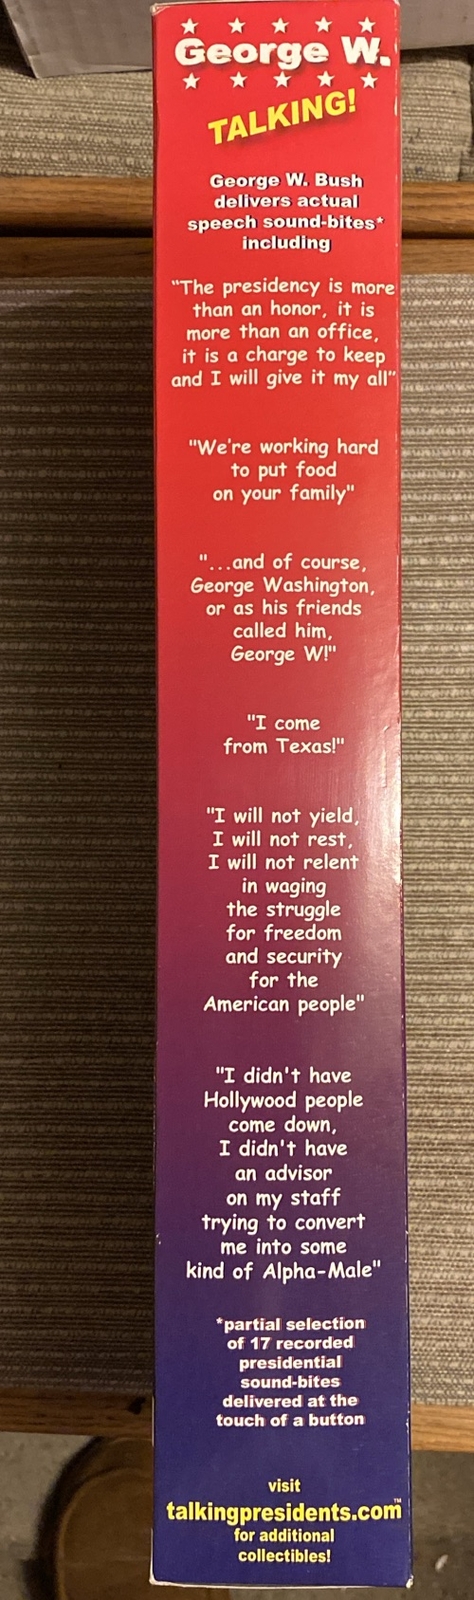 George W.
TALKING!
George W. Bush
delivers actual
speech sound-bites*
including
“The presidency is more
than an honor, it is
more than an office,
it is a charge to keep
and I will give it my all”
"We're working hard
to put food
on your family"
"...and of course,
George Washington,
or as his friends
called him,
George W!"
"I come
from Texas!"
"I will not yield,
I will not rest,
I will not relent
in waging
the struggle
for freedom
and security
for the
American people"
"I didn't have
Hollywood people
come down,
I didn't have
an advisor
on my staff
trying to convert
me into some
kind of Alpha-Male"
*partial selection
of 17 recorded
presidential
sound-bites
delivered at the
touch of a button
visit
talkingpresidents.com™
for additional
collectibles!